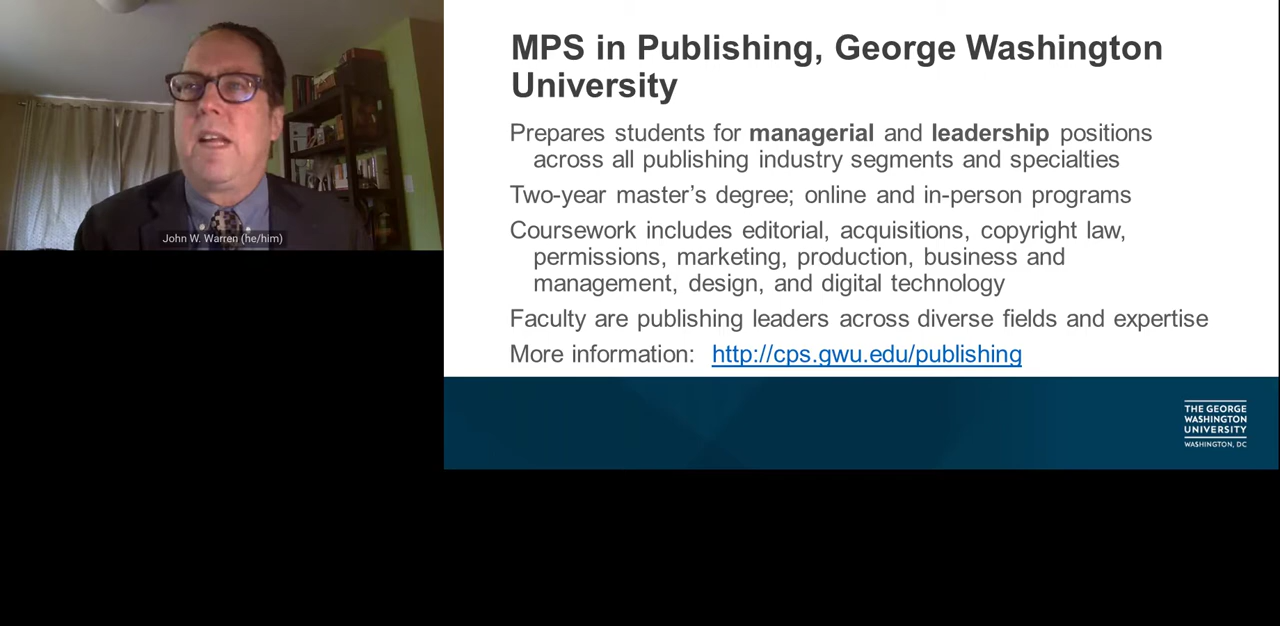 John W. Warren (he/him)
MPS in Publishing, George Washington
University
Prepares students for managerial and leadership positions
across all publishing industry segments and specialties
Two-year master’s degree; online and in-person programs
Coursework includes editorial, acquisitions, copyright law,
permissions, marketing, production, business and
management, design, and digital technology
Faculty are publishing leaders across diverse fields and expertise
More information: http://cps.gwu.edu/publishing
THE GEORGE
WASHINGTON
UNIVERSITY
WASHINGTON, DC